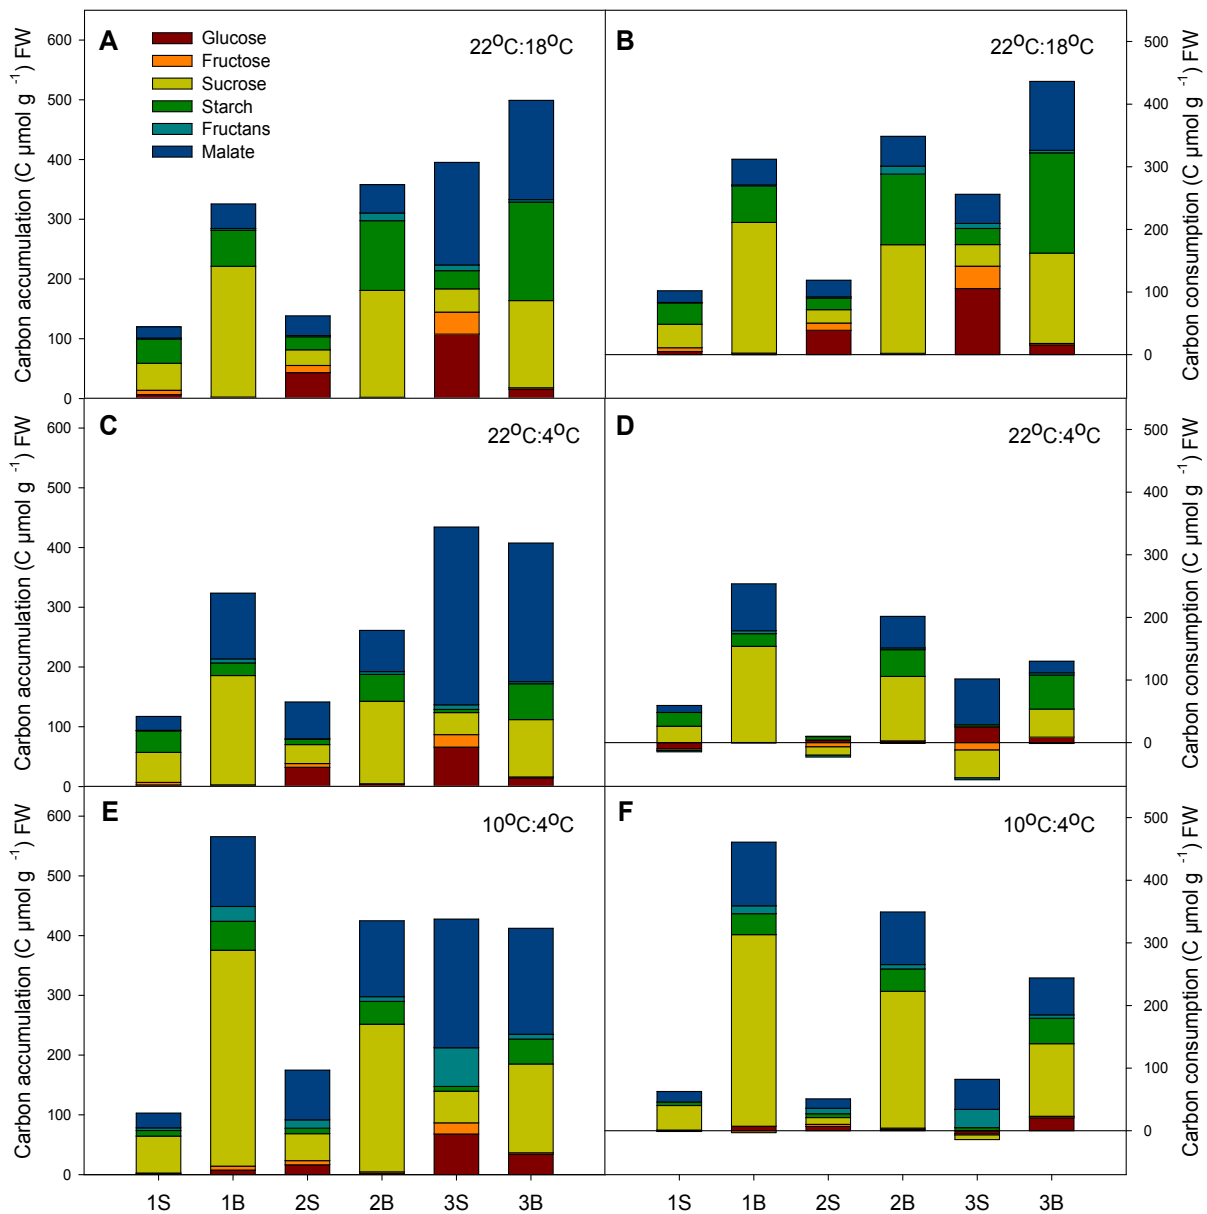 A
Glucose
Fructose
Sucrose
Starch
Fructans
Malate
22°C:18°C
600
500
400
300
200
100
0
Carbon accumulation (C µmol g -1) FW
B
22°C:18°C
500
400
300
200
100
0
Carbon consumption (C µmol g -1) FW
C
22°C:4°C
600
500
400
300
200
100
0
Carbon accumulation (C µmol g -1) FW
D
22°C:4°C
500
400
300
200
100
0
Carbon consumption (C µmol g -1) FW
E
10°C:4°C
600
500
400
300
200
100
0
Carbon accumulation (C µmol g -1) FW
1S 1B 2S 2B 3S 3B
F
10°C:4°C
500
400
300
200
100
0
Carbon consumption (C µmol g -1) FW
1S 1B 2S 2B 3S 3B